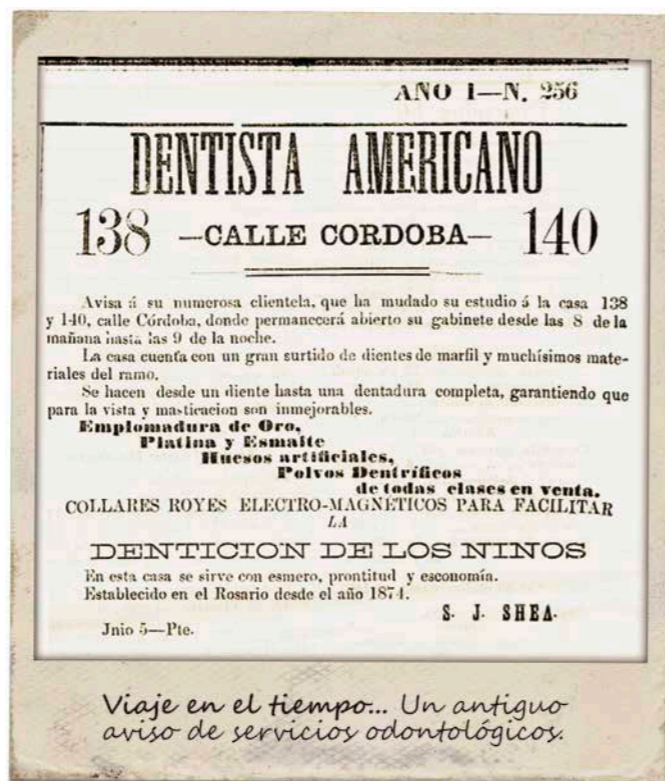 AÑO I—N. 256
DENTISTA AMERICANO
138 —CALLE CORDOBA— 140
Avisa á su numerosa clientela, que ha mudado su estudio á la casa 138
y 140, calle Córdoba, donde permanecerá abierto su gabinete desde las 8 de la
mañana hasta las 9 de la noche.
La casa cuenta con un gran surtido de dientes de marfil y muchísimos mate-
riales del ramo.
Se hacen desde un diente hasta una dentadura completa, garantiendo que
para la vista y masticacion son inmejorables.
Emplomadura de Oro,
Platina y Esmalte
Huesos artificiales,
Polvos Dentríficos
de todas clases en venta.
COLLARES ROYES ELECTRO-MAGNETICOS PARA FACILITAR
LA
DENTICION DE LOS NINOS
En esta casa se sirve con esmero, prontitud y esconomía.
Establecido en el Rosario desde el año 1874.
S. J. SHEA.
Jnio 5—Pte.
Viaje en el tiempo... Un antiguo
aviso de servicios odontológicos.